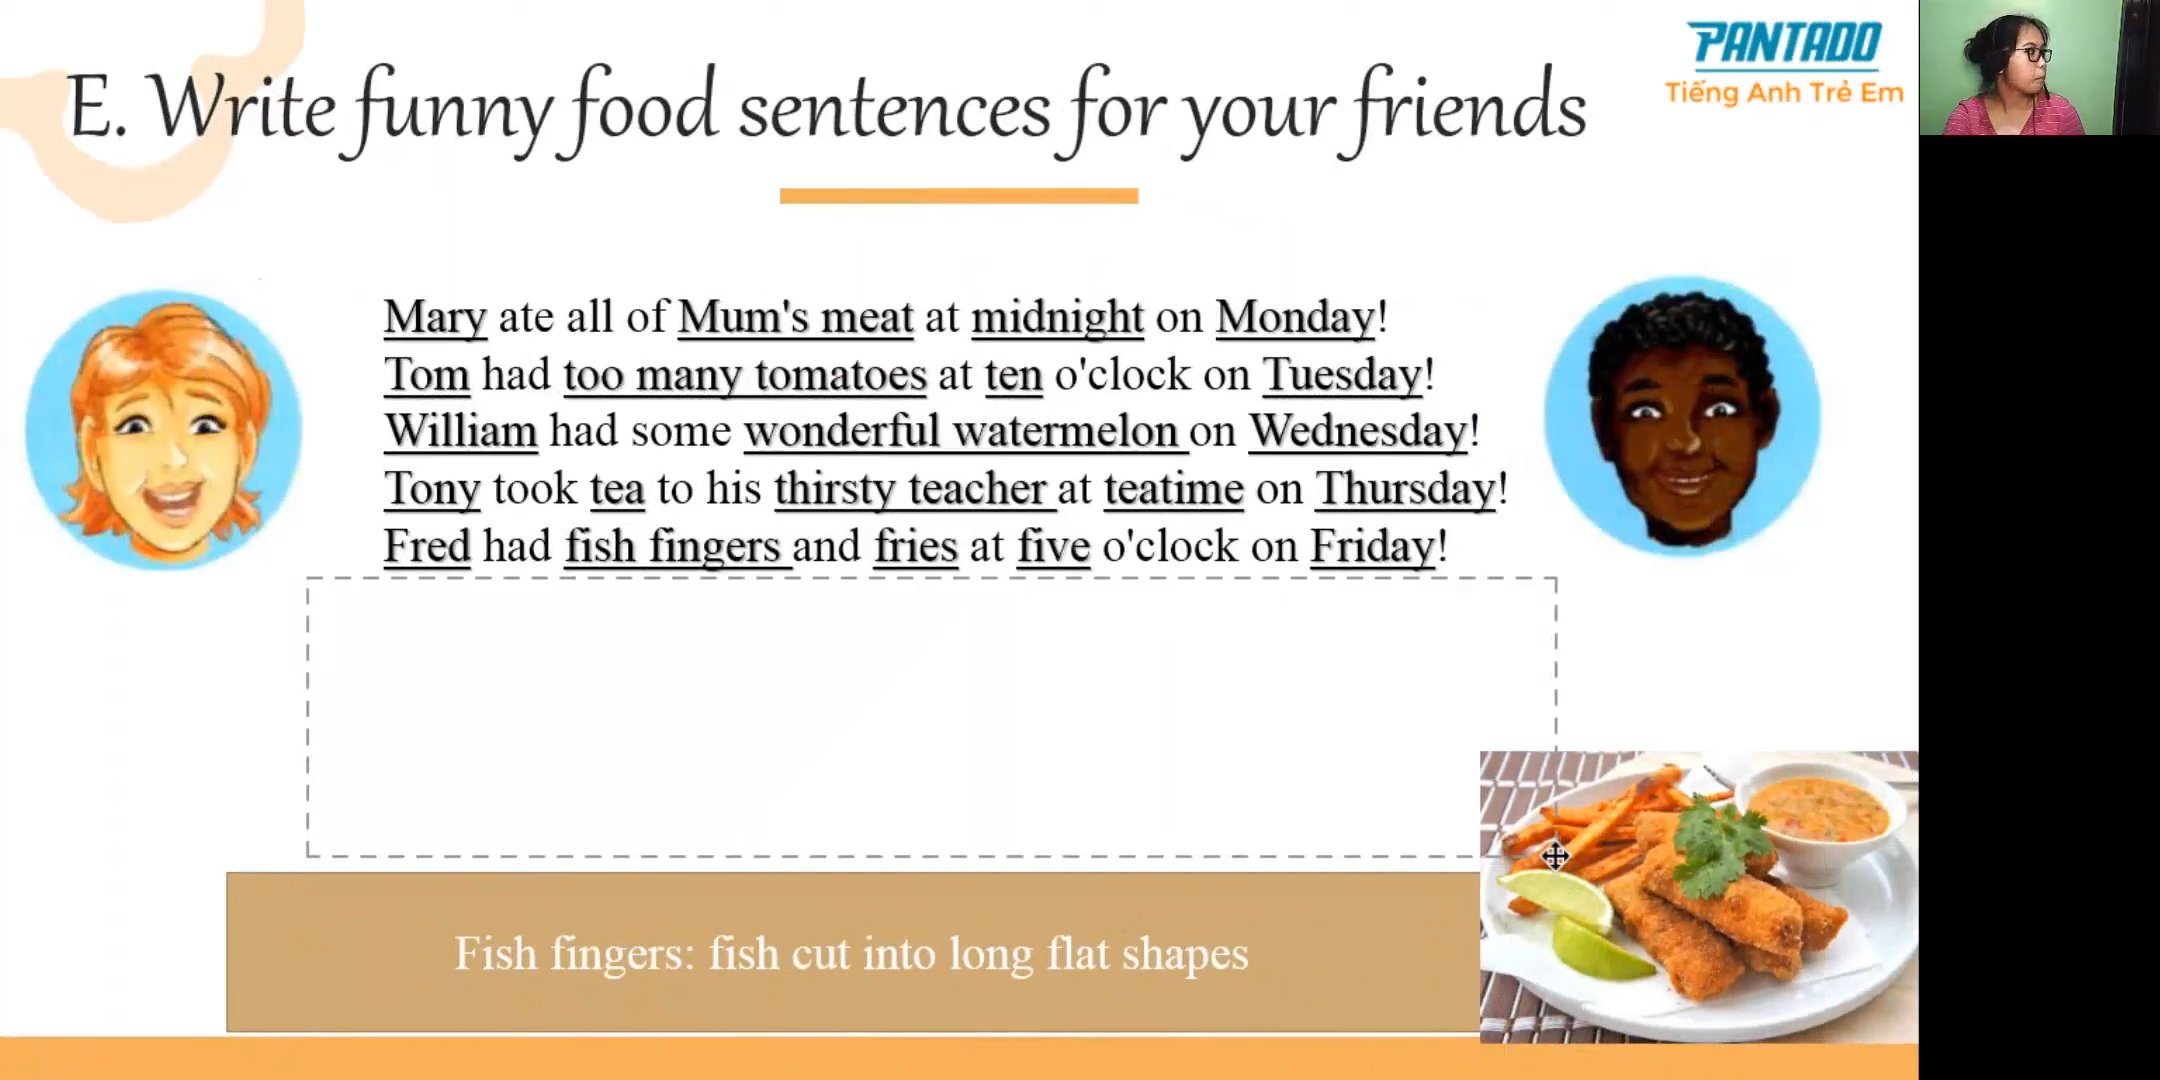 E. Write funny food sentences for your friends
PANTADO
Tiếng Anh Trẻ Em
Mary ate all of Mum's meat at midnight on Monday!
Tom had too many tomatoes at ten o'clock on Tuesday!
William had some wonderful watermelon on Wednesday!
Tony took tea to his thirsty teacher at teatime on Thursday!
Fred had fish fingers and fries at five o'clock on Friday!
Fish fingers: fish cut into long flat shapes